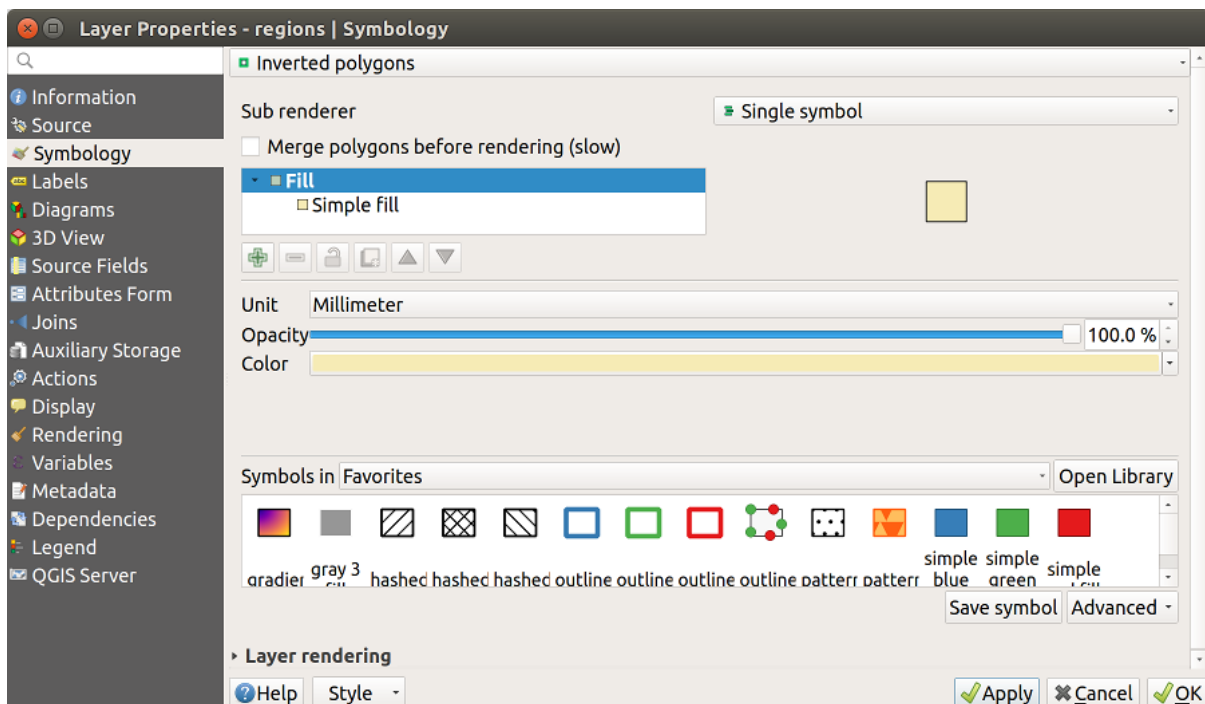 Layer Properties - regions | Symbology
Information
Source
Symbology
Labels
Diagrams
3D View
Source Fields
Attributes Form
Joins
Auxiliary Storage
Actions
Display
Rendering
Variables
Metadata
Dependencies
Legend
QGIS Server
Inverted polygons
Sub renderer Single symbol
Merge polygons before rendering (slow)
Fill
Simple fill
Unit Millimeter
Opacity 100.0 %
Color
Symbols in Favorites Open Library
gradier gray 3 hashed hashed hashed outline outline outline outline patterr patterr simple blue simple green simple
Save symbol Advanced
Layer rendering
Help Style Apply Cancel OK